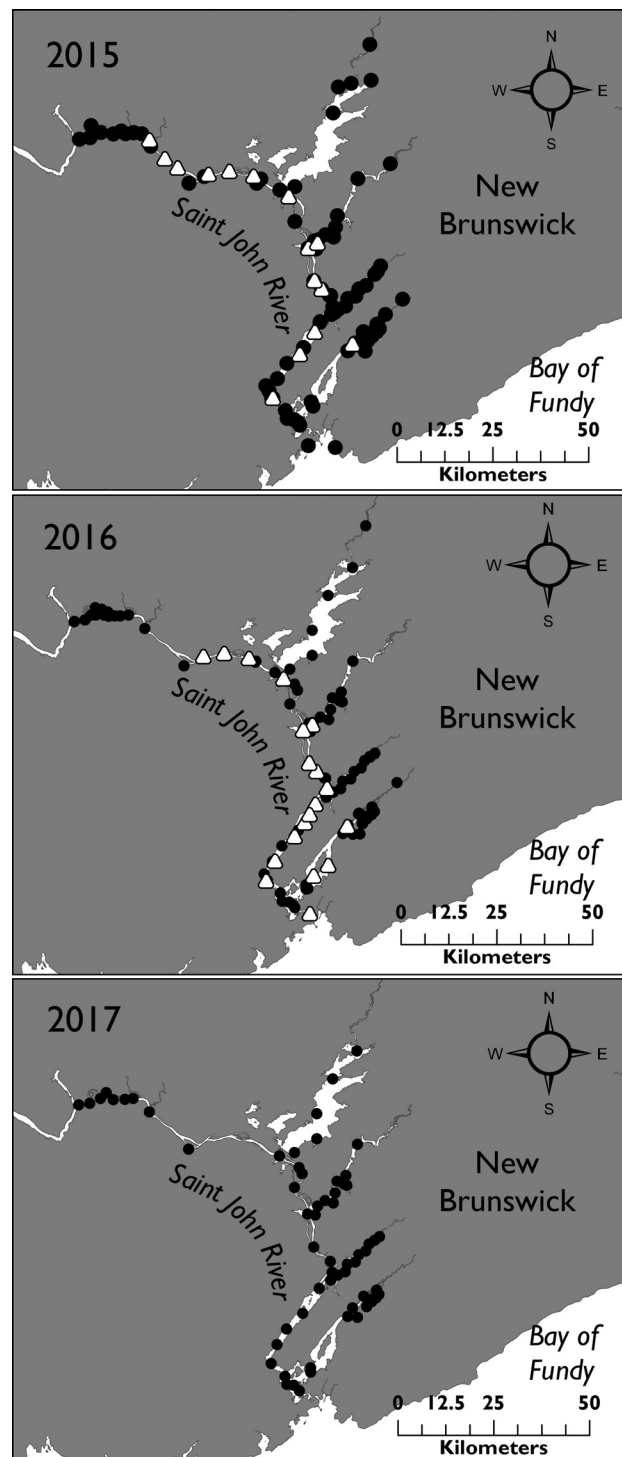 2015
N
W E
S
New
Brunswick
Saint John River
Bay of
Fundy
0 12.5 25 50
Kilometers
2016
N
W E
S
New
Brunswick
Saint John River
Bay of
Fundy
0 12.5 25 50
Kilometers
2017
N
W E
S
New
Brunswick
Saint John River
Bay of
Fundy
0 12.5 25 50
Kilometers